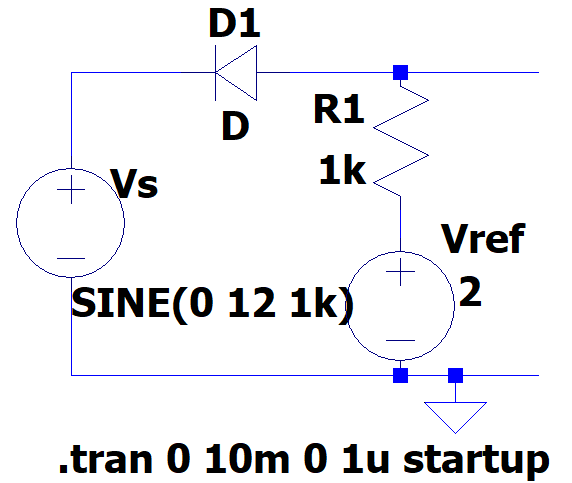 D1
D
R1
1k
Vs
Vref
2
SINE(0 12 1k)
.tran 0 10m 0 1u startup